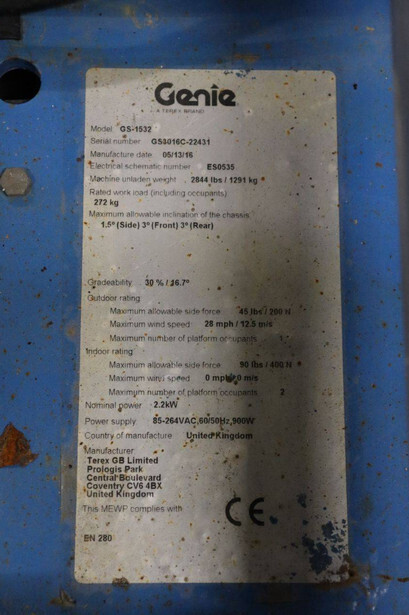 Genie
A TEREX BRAND
Model GS-1532
Serial number GS3016C-22431
Manufacture date 05/13/16
Electrical schematic number ES0535
Machine unladen weight 2844 lbs / 1291 kg
Rated work load (including occupants)
272 kg
Maximum allowable inclination of the chassis:
1.5º (Side) 3º (Front) 3º (Rear)
Gradeability 30 % / 16.7º
Outdoor rating
Maximum allowable side force 45 lbs / 200 N
Maximum wind speed 28 mph / 12.5 m/s
Maximum number of platform occupants 1
Indoor rating
Maximum allowable side force 90 lbs / 400 N
Maximum wind speed 0 mph / 0 m/s
Maximum number of platform occupants 2
Nominal power 2.2kW
Power supply 85-264VAC,60/50Hz,900W
Country of manufacture United Kingdom
Manufacturer
Terex GB Limited
Prologis Park
Central Boulevard
Coventry CV6 4BX
United Kingdom
This MEWP complies with
CE
EN 280